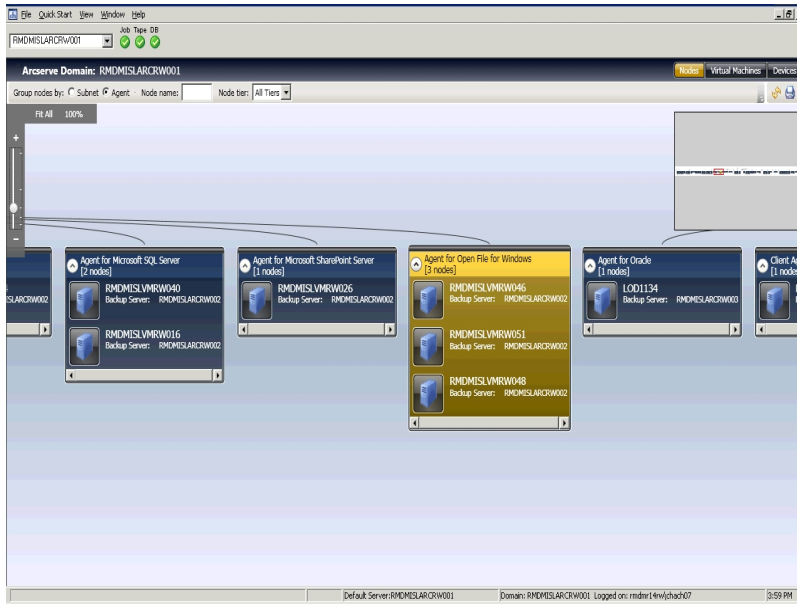 File Quick Start View Window Help
Job Tape DB
RMDMISLARCRW001
Arcserve Domain: RMDMISLARCRW001
Nodes Virtual Machines Devices
Group nodes by: Subnet Agent Node name: Node tier: All Tiers
Fit All 100%
Agent for Microsoft SQL Server
[2 nodes]
RMDMISLVMRW040
Backup Server: RMDMISLARCRW002
RMDMISLVMRW016
Backup Server: RMDMISLARCRW002
Agent for Microsoft SharePoint Server
[1 nodes]
RMDMISLVMRW026
Backup Server: RMDMISLARCRW002
Agent for Open File for Windows
[3 nodes]
RMDMISLVMRW046
Backup Server: RMDMISLARCRW002
RMDMISLVMRW051
Backup Server: RMDMISLARCRW002
RMDMISLVMRW048
Backup Server: RMDMISLARCRW002
Agent for Oracle
[1 nodes]
LOD1134
Backup Server: RMDMISLARCRW003
Client Ag
[1 node
ISLARCRW002
Default Server:RMDMISLARCRW001
Domain: RMDMISLARCRW001 Logged on: rmdmr14rw\chach07
3:59 PM